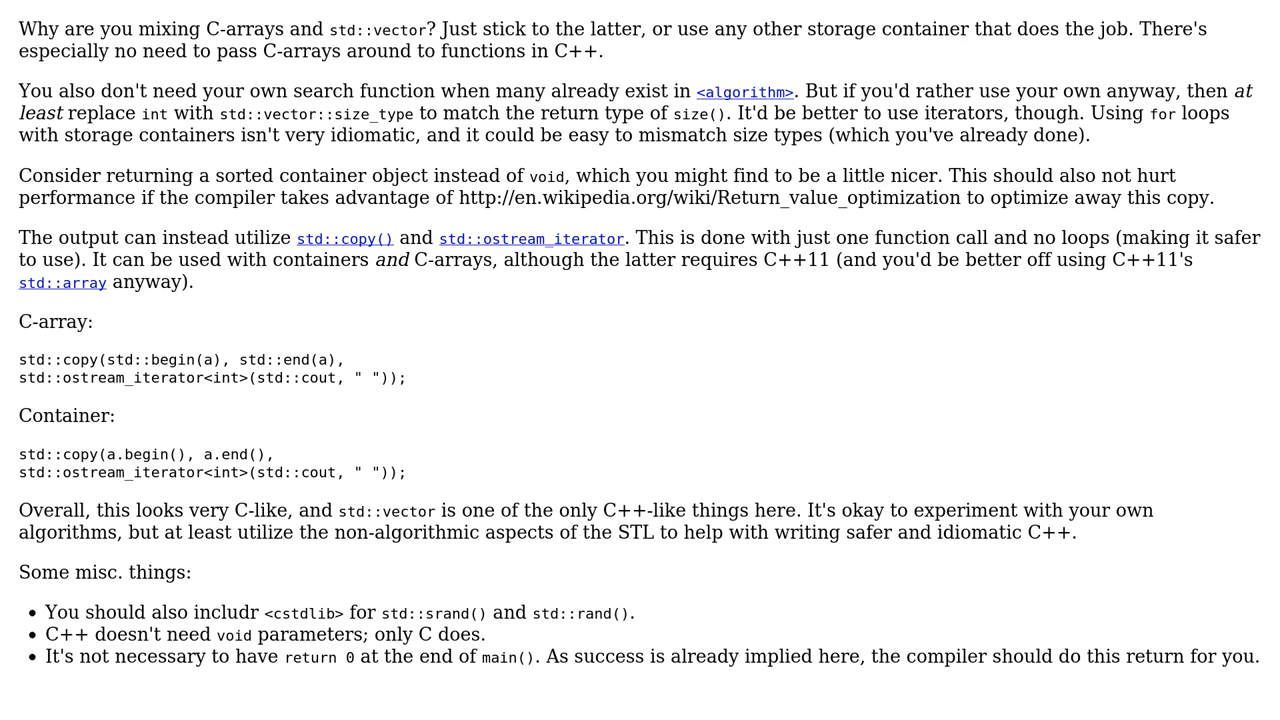 Why are you mixing C-arrays and std::vector? Just stick to the latter, or use any other storage container that does the job. There's
especially no need to pass C-arrays around to functions in C++.
You also don't need your own search function when many already exist in <algorithm>. But if you'd rather use your own anyway, then at
least replace int with std::vector::size_type to match the return type of size(). It'd be better to use iterators, though. Using for loops
with storage containers isn't very idiomatic, and it could be easy to mismatch size types (which you've already done).
Consider returning a sorted container object instead of void, which you might find to be a little nicer. This should also not hurt
performance if the compiler takes advantage of http://en.wikipedia.org/wiki/Return_value_optimization to optimize away this copy.
The output can instead utilize std::copy() and std::ostream_iterator. This is done with just one function call and no loops (making it safer
to use). It can be used with containers and C-arrays, although the latter requires C++11 (and you'd be better off using C++11's
std::array anyway).
C-array:
std::copy(std::begin(a), std::end(a),
std::ostream_iterator<int>(std::cout, " "));
Container:
std::copy(a.begin(), a.end(),
std::ostream_iterator<int>(std::cout, " "));
Overall, this looks very C-like, and std::vector is one of the only C++-like things here. It's okay to experiment with your own
algorithms, but at least utilize the non-algorithmic aspects of the STL to help with writing safer and idiomatic C++.
Some misc. things:
• You should also includr <cstdlib> for std::srand() and std::rand().
• C++ doesn't need void parameters; only C does.
• It's not necessary to have return 0 at the end of main(). As success is already implied here, the compiler should do this return for you.